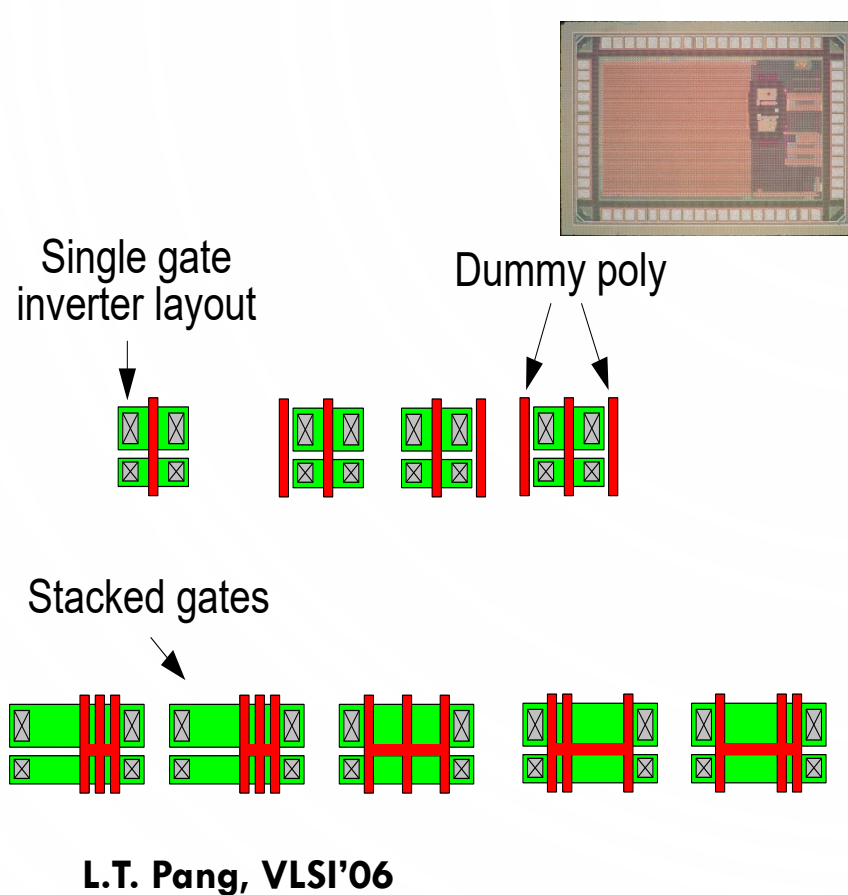 Single gate
inverter layout
Dummy poly
Stacked gates
L.T. Pang, VLSI'06